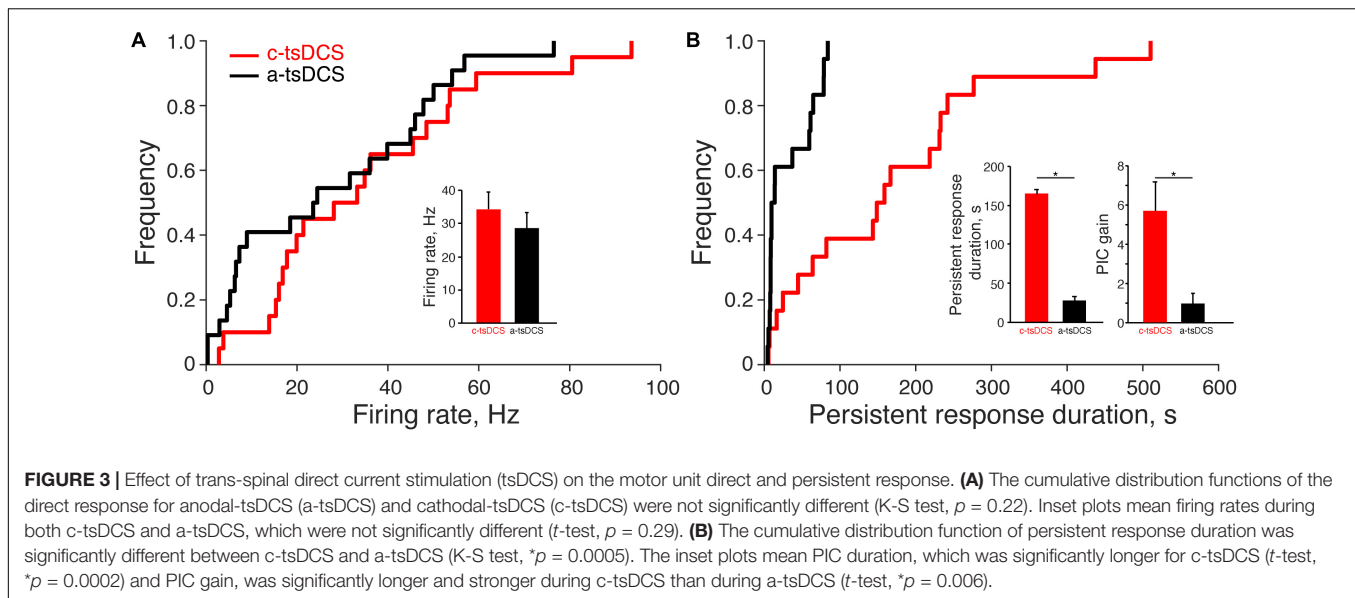 A
B
c-tsDCS
a-tsDCS
Frequency
1.0
0.8
0.6
0.4
0.2
0
0
20
40
60
80
100
Firing rate, Hz
Firing rate, Hz
40
30
20
10
0
c-tsDCS
a-tsDCS
Frequency
1.0
0.8
0.6
0.4
0.2
0
0
100
200
300
400
500
600
Persistent response duration, s
Persistent response
duration, s
200
150
100
50
0
*
c-tsDCS
a-tsDCS
PIC gain
8
6
4
2
0
*
c-tsDCS
a-tsDCS
FIGURE 3 | Effect of trans-spinal direct current stimulation (tsDCS) on the motor unit direct and persistent response. (A) The cumulative distribution functions of the
direct response for anodal-tsDCS (a-tsDCS) and cathodal-tsDCS (c-tsDCS) were not significantly different (K-S test, p = 0.22). Inset plots mean firing rates during
both c-tsDCS and a-tsDCS, which were not significantly different (t-test, p = 0.29). (B) The cumulative distribution function of persistent response duration was
significantly different between c-tsDCS and a-tsDCS (K-S test, *p = 0.0005). The inset plots mean PIC duration, which was significantly longer for c-tsDCS (t-test,
*p = 0.0002) and PIC gain, was significantly longer and stronger during c-tsDCS than during a-tsDCS (t-test, *p = 0.006).